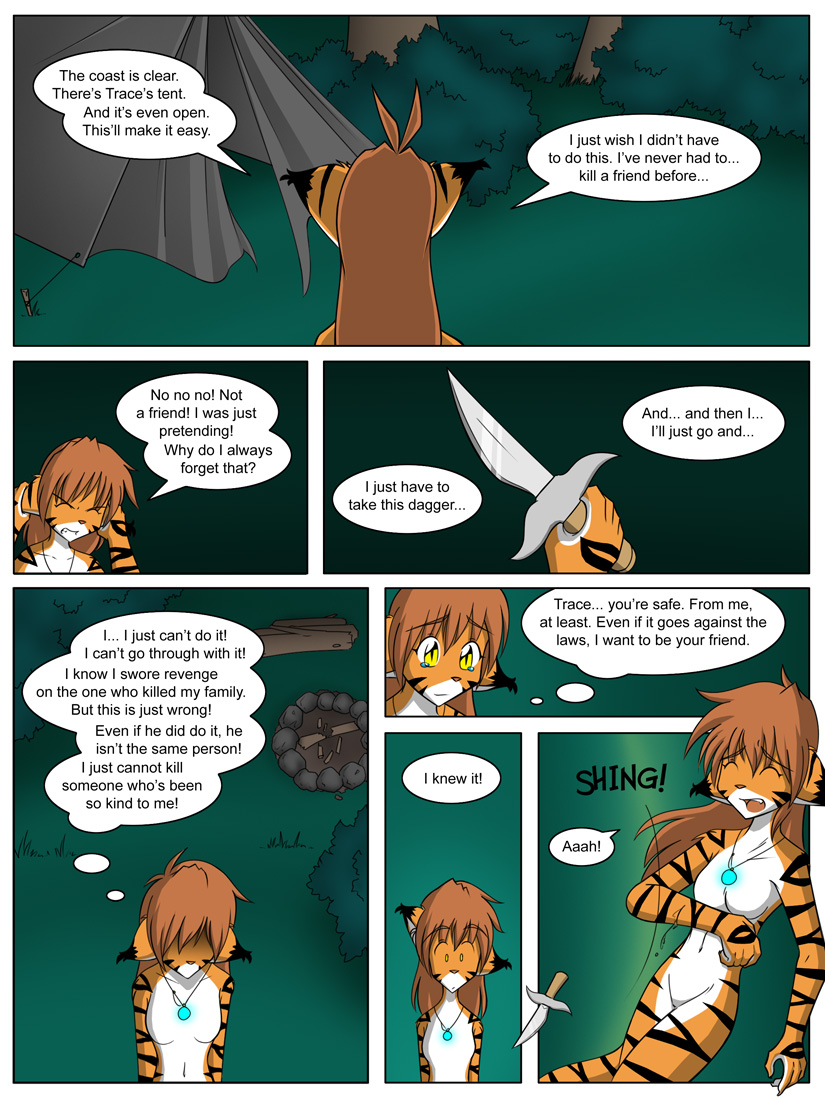 The coast is clear.
There's Trace's tent.
And it's even open.
This'll make it easy.
I just wish I didn't have
to do this. I've never had to...
kill a friend before...
No no no! Not
a friend! I was just
pretending!
Why do I always
forget that?
I just have to
take this dagger...
And... and then I...
I'll just go and...
I... I just can't do it!
I can't go through with it!
I know I swore revenge
on the one who killed my family.
But this is just wrong!
Even if he did do it, he
isn't the same person!
I just cannot kill
someone who's been
so kind to me!
Trace... you're safe. From me,
at least. Even if it goes against the
laws, I want to be your friend.
I knew it!
SHING!
Aaah!